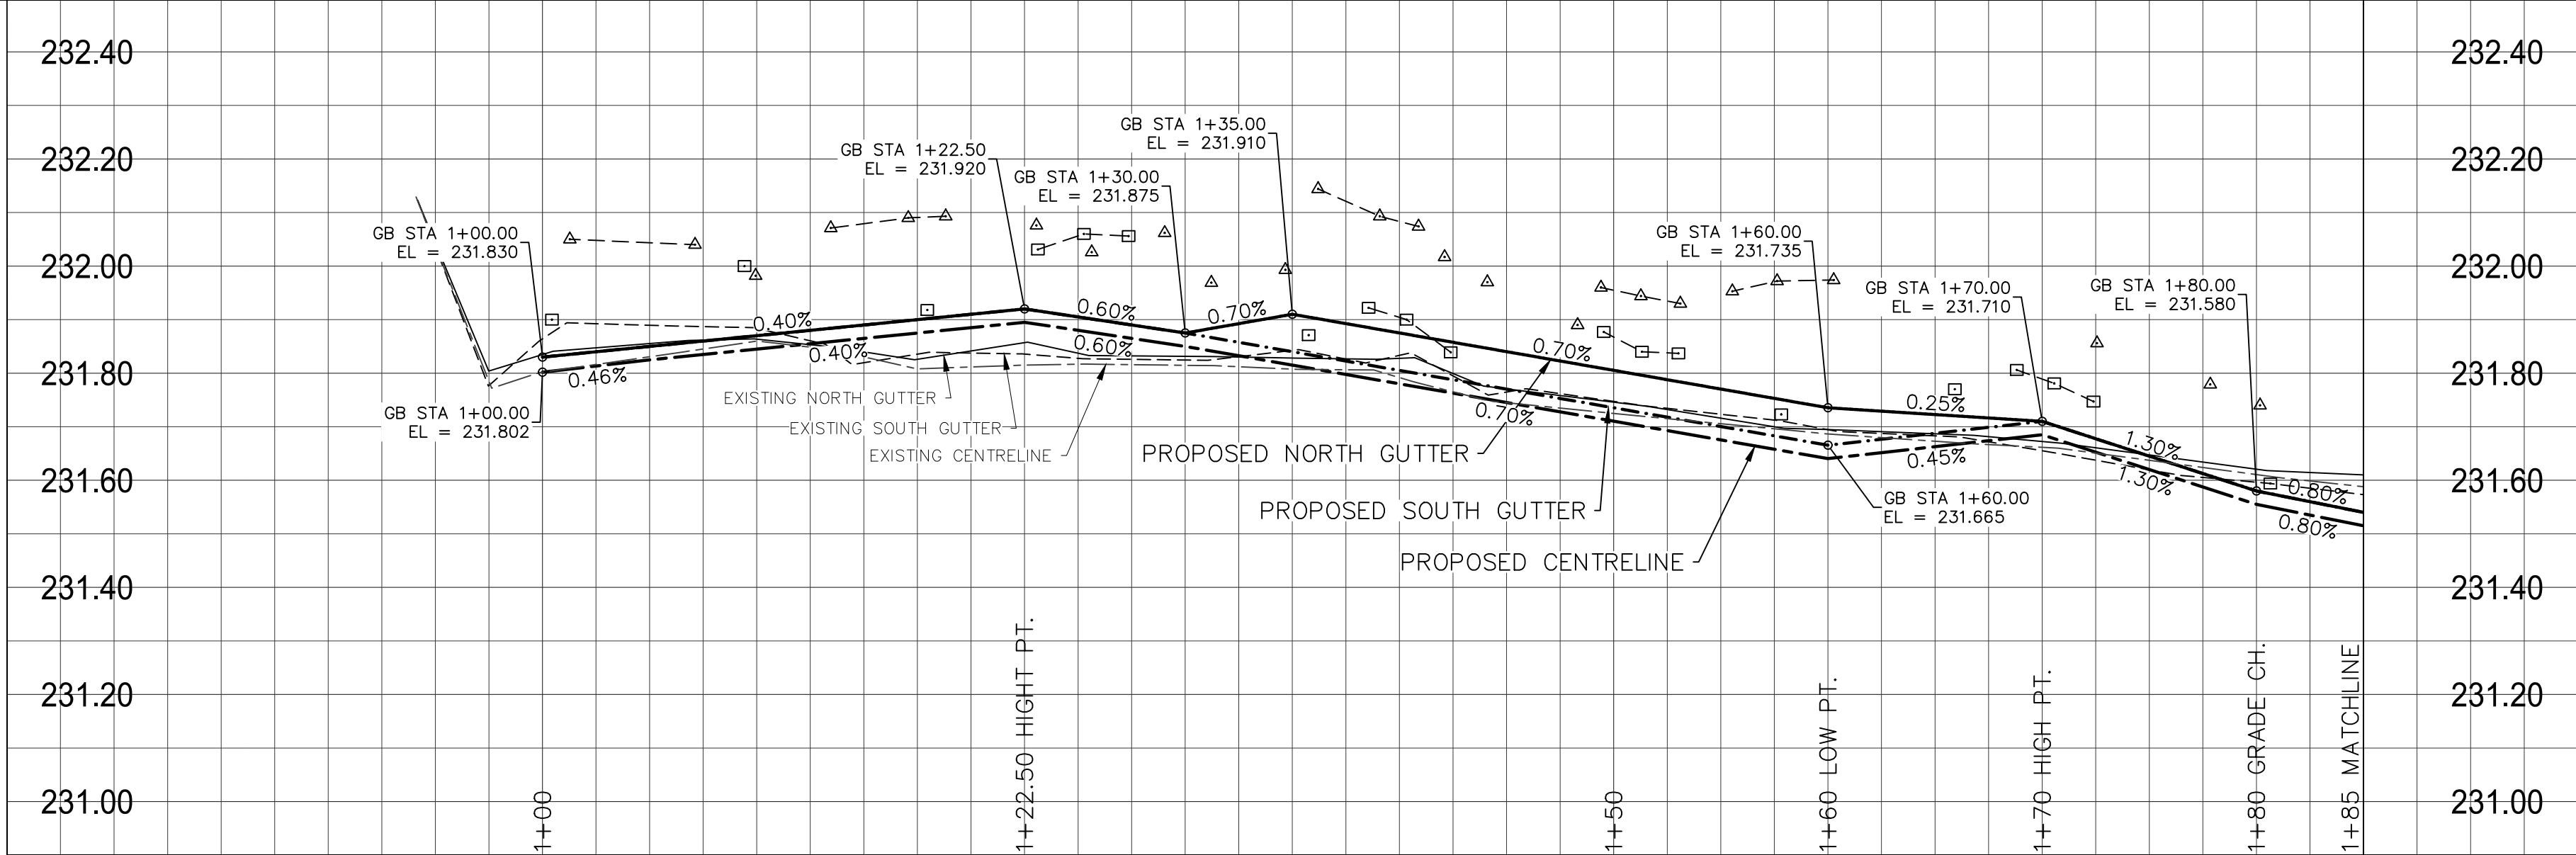 232.40
232.40
GB STA 1+35.00
EL = 231.910
GB STA 1+22.50
EL = 231.920
232.20
232.20
GB STA 1+30.00
EL = 231.875
GB STA 1+00.00
EL = 231.830
GB STA 1+60.00
EL = 231.735
232.00
232.00
GB STA 1+70.00
EL = 231.710
GB STA 1+80.00
EL = 231.580
0.40%
0.60%
0.70%
0.40%
0.60%
0.70%
0.25%
231.80
0.46%
231.80
EXISTING NORTH GUTTER
0.70%
GB STA 1+00.00
EL = 231.802
EXISTING SOUTH GUTTER
EXISTING CENTRELINE
PROPOSED NORTH GUTTER
0.45%
1.30%
231.60
1.30%
0.80%
231.60
GB STA 1+60.00
EL = 231.665
PROPOSED SOUTH GUTTER
0.80%
PROPOSED CENTRELINE
231.40
231.40
231.20
231.20
231.00
231.00
1+00
1+22.50 HIGHT PT.
1+50
1+60 LOW PT.
1+70 HIGH PT.
1+80 GRADE CH.
1+85 MATCHLINE